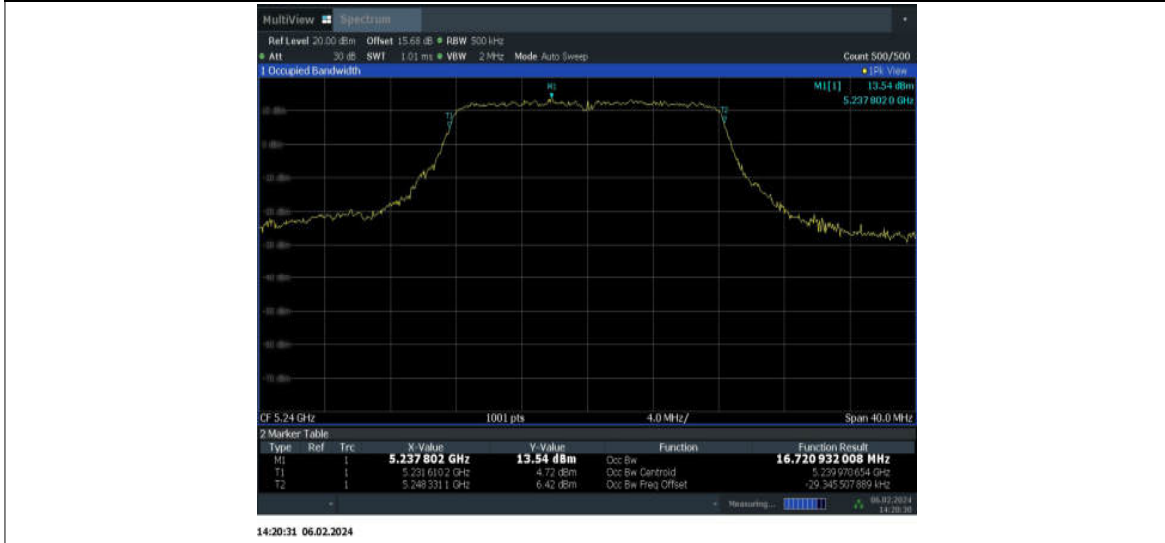 MultiView Spectrum
Ref Level 20.00 dBm Offset 15.68 dB RBW 500 kHz
Att 30 dB SWT 1.01 ms VBW 2 MHz Mode Auto Sweep Count 500/500
1 Occupied Bandwidth 1Pk View
M1 M1[1] 13.54 dBm
5.237 802 0 GHz
T1 T2
CF 5.24 GHz 1001 pts 4.0 MHz/ Span 40.0 MHz
2 Marker Table
Type Ref Trc X-Value Y-Value Function Function Result
M1 1 5.237 802 GHz 13.54 dBm Occ Bw 16.720 932 008 MHz
T1 1 5.231 610 2 GHz 4.72 dBm Occ Bw Centroid 5.239 970 654 GHz
T2 1 5.248 331 1 GHz 6.42 dBm Occ Bw Freq Offset -29.345 507 889 kHz
Measuring... 06.02.2024
14:20:30
14:20:31 06.02.2024